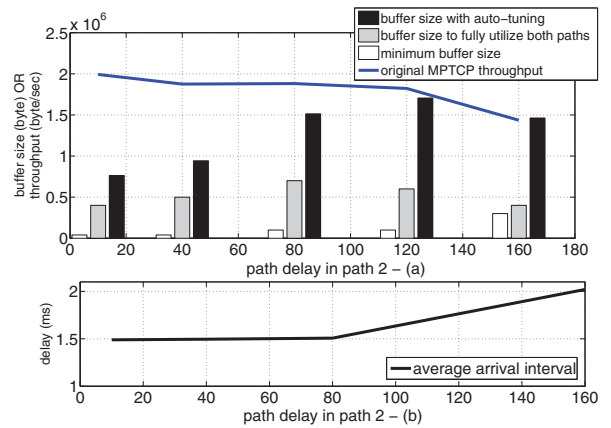 x 10⁶
buffer size with auto-tuning
buffer size to fully utilize both paths
minimum buffer size
original MPTCP throughput
2.5
2
1.5
1
0.5
0
buffer size (byte) OR
throughput (byte/sec)
0 20 40 60 80 100 120 140 160 180
path delay in path 2 − (a)
2
1.5
1
delay (ms)
average arrival interval
0 20 40 60 80 100 120 140 160
path delay in path 2 − (b)